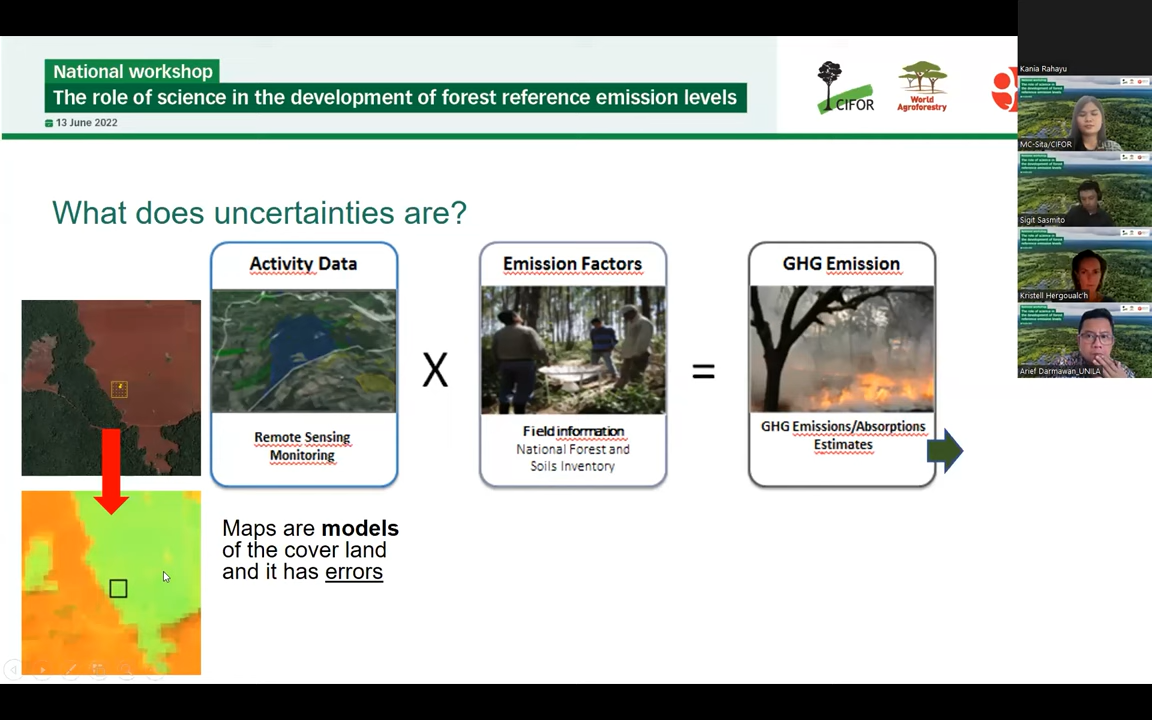 National workshop
The role of science in the development of forest reference emission levels
13 June 2022
CIFOR
World
Agroforestry
What does uncertainties are?
Activity Data
Remote Sensing
Monitoring
X
Emission Factors
Field information
National Forest and
Soils Inventory
=
GHG Emission
GHG Emissions/Absorptions
Estimates
Maps are models
of the cover land
and it has errors
Kania Rahayu
MC-Sita/CIFOR
Sigit Sasmito
Kristell Hergoualc'h
Arief Darmawan_UNILA